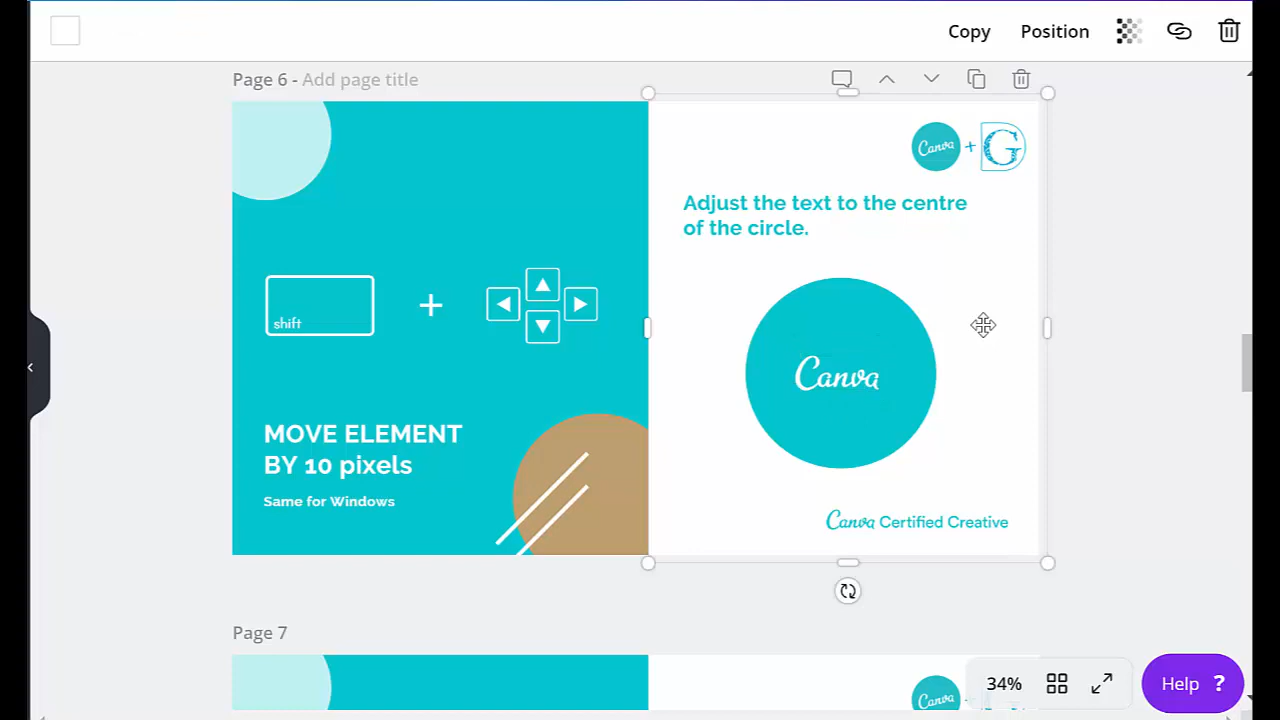 Copy Position
Page 6 - Add page title
Canva + G
Adjust the text to the centre
of the circle.
shift
+
Canva
MOVE ELEMENT
BY 10 pixels
Same for Windows
Canva Certified Creative
Page 7
Canva
34%
Help ?